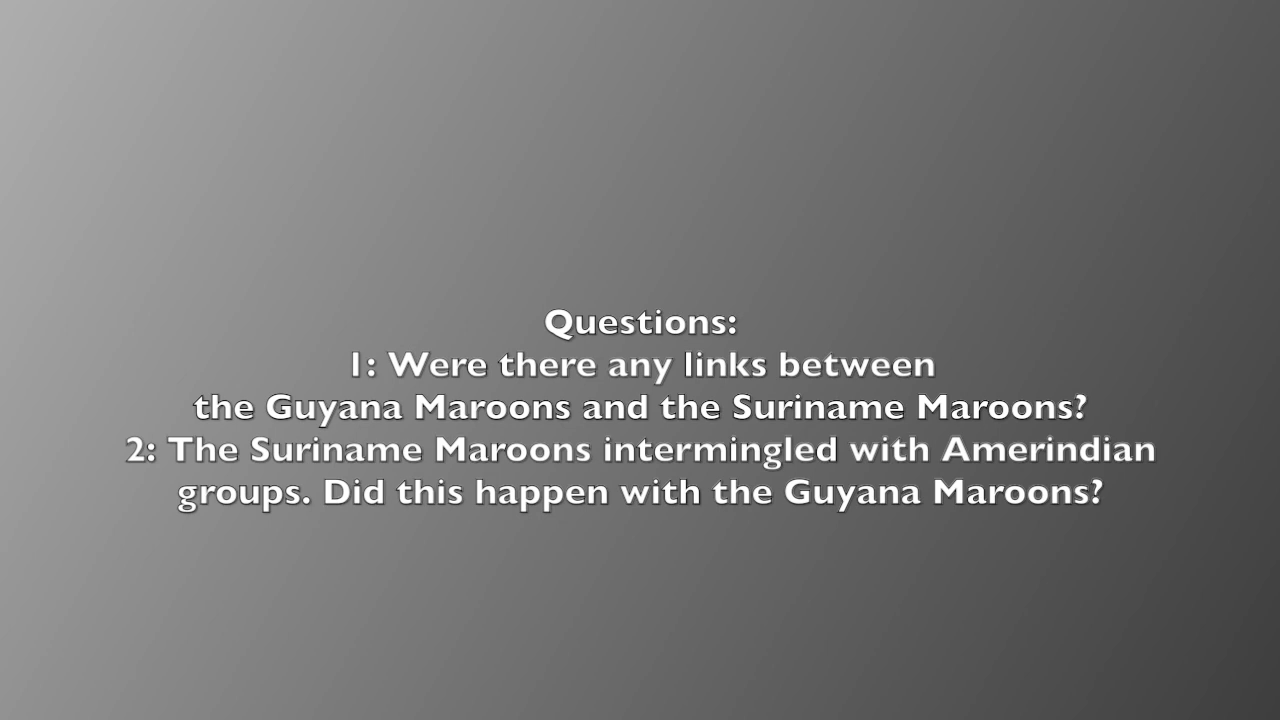 Questions:
1: Were there any links between
the Guyana Maroons and the Suriname Maroons?
2: The Suriname Maroons intermingled with Amerindian
groups. Did this happen with the Guyana Maroons?